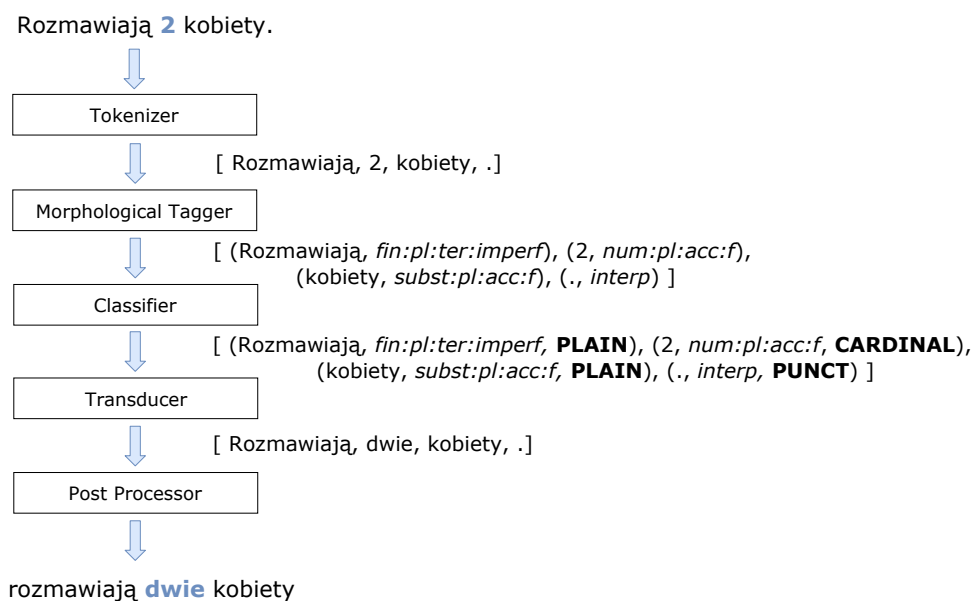 Rozmawiają 2 kobiety.
Tokenizer
[ Rozmawiają, 2, kobiety, .]
Morphological Tagger
[ (Rozmawiają, fin:pl:ter:imperf), (2, num:pl:acc:f),
(kobiety, subst:pl:acc:f), (., interp) ]
Classifier
[ (Rozmawiają, fin:pl:ter:imperf, PLAIN), (2, num:pl:acc:f, CARDINAL),
(kobiety, subst:pl:acc:f, PLAIN), (., interp, PUNCT) ]
Transducer
[ Rozmawiają, dwie, kobiety, .]
Post Processor
rozmawiają dwie kobiety